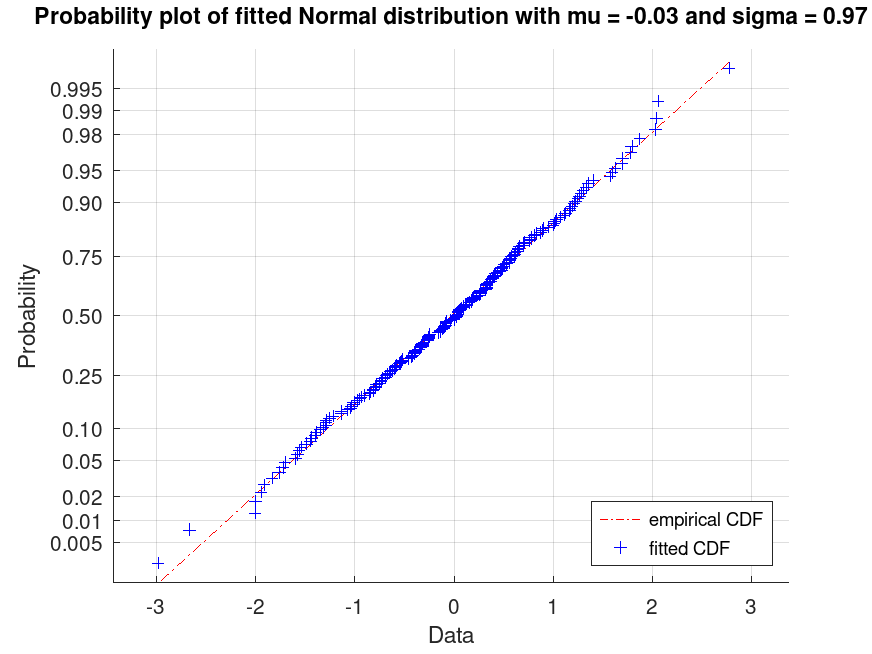 Probability plot of fitted Normal distribution with mu = -0.03 and sigma = 0.97
0.995
0.99
0.98
0.95
0.90
0.75
0.50
0.25
0.10
0.05
0.02
0.01
0.005
Probability
empirical CDF
fitted CDF
-3 -2 -1 0 1 2 3
Data